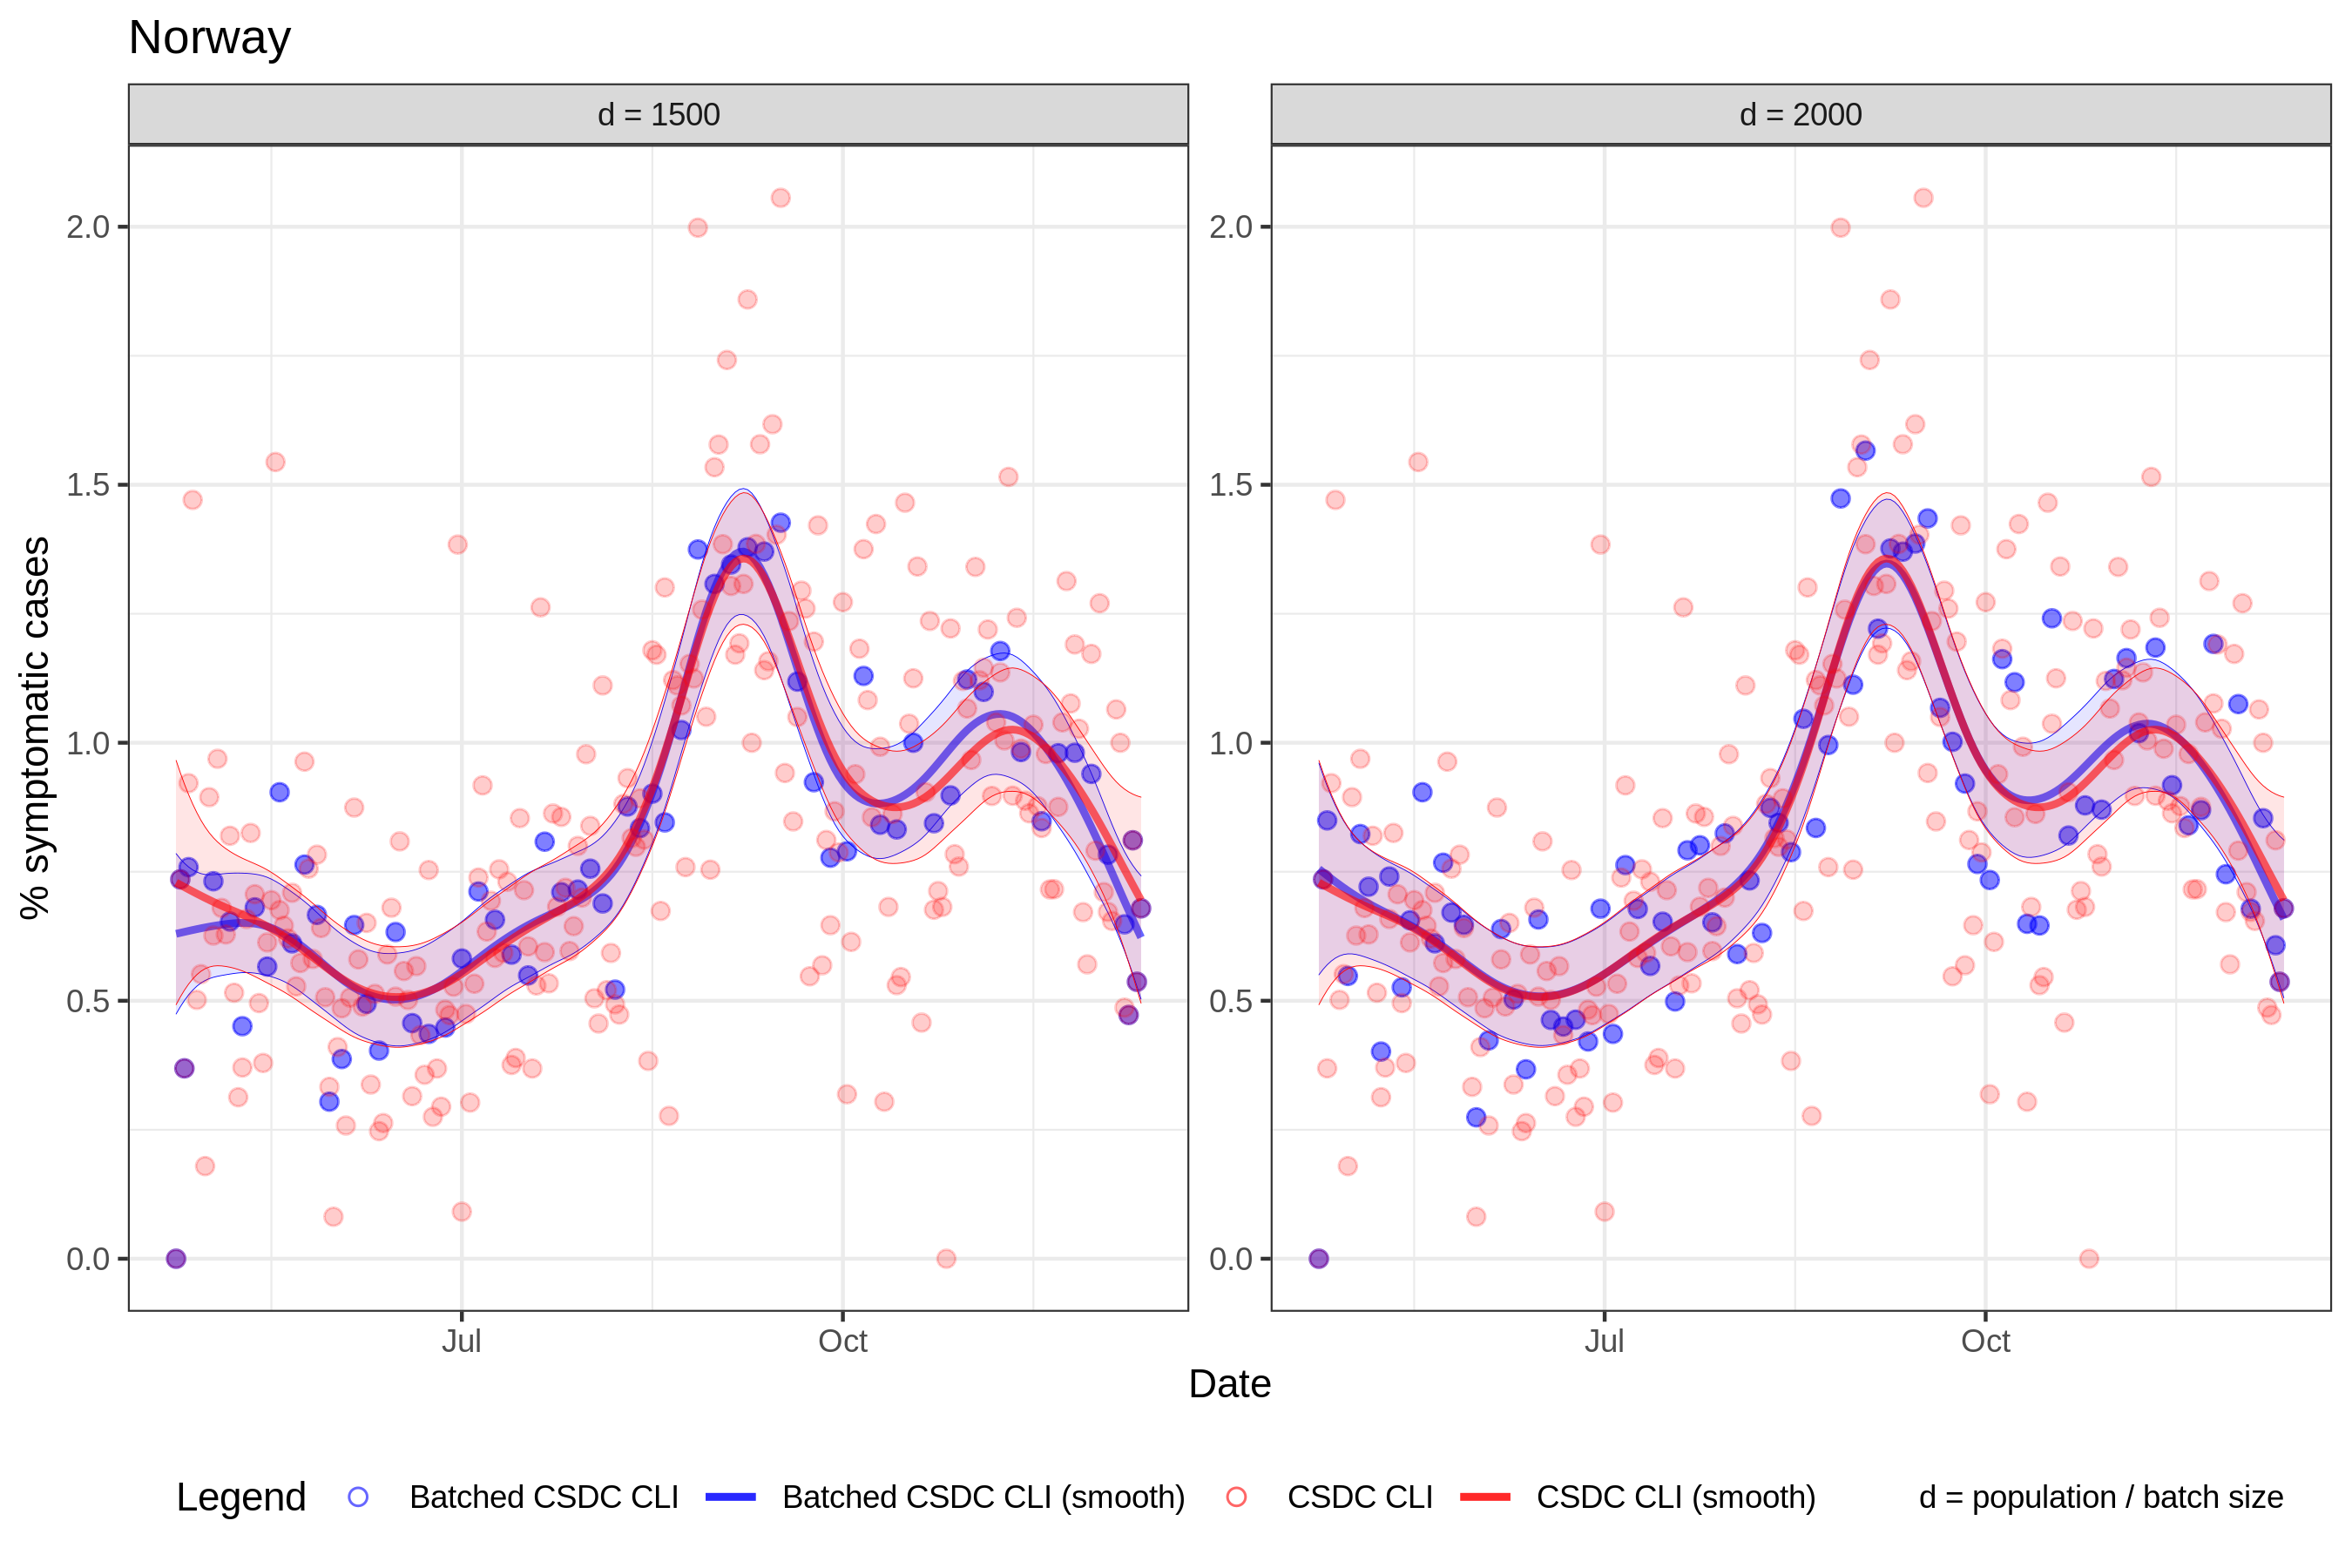 Norway
d = 1500
d = 2000
% symptomatic cases
2.0
1.5
1.0
0.5
0.0
2.0
1.5
1.0
0.5
0.0
Jul
Oct
Jul
Oct
Date
Legend
Batched CSDC CLI
Batched CSDC CLI (smooth)
CSDC CLI
CSDC CLI (smooth)
d = population / batch size